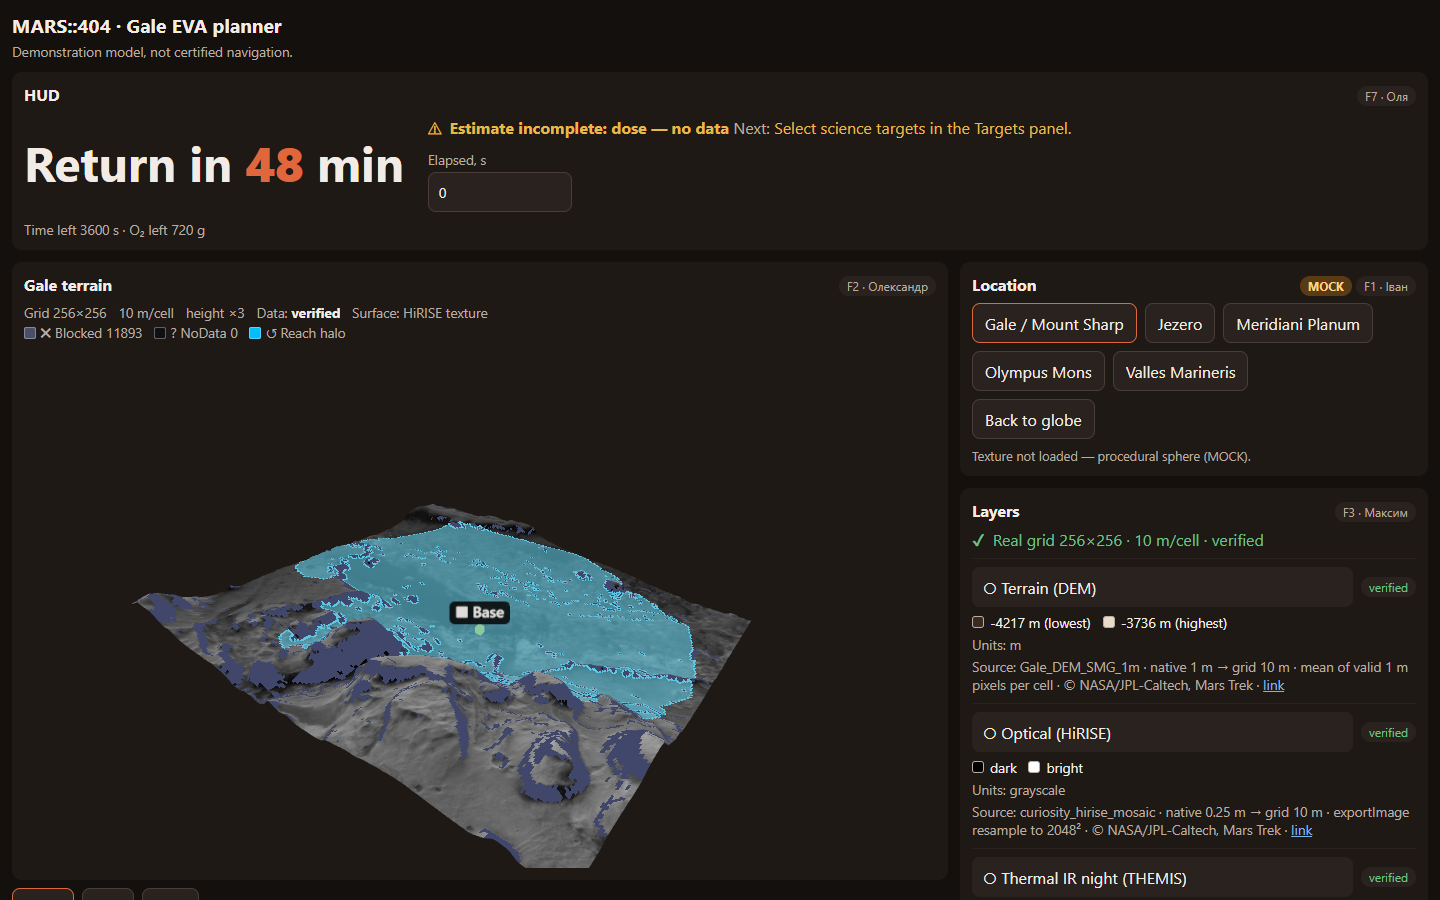 MARS::404 · Gale EVA planner
Demonstration model, not certified navigation.
HUD
F7 · Оля
⚠ Estimate incomplete: dose — no data Next: Select science targets in the Targets panel.
Return in 48 min
Elapsed, s
0
Time left 3600 s · O₂ left 720 g
Gale terrain
F2 · Олександр
Grid 256×256 10 m/cell height ×3 Data: verified Surface: HiRISE texture
✕ Blocked 11893 ? NoData 0 ↺ Reach halo
Base
Location
MOCK
F1 · Іван
Gale / Mount Sharp
Jezero
Meridiani Planum
Olympus Mons
Valles Marineris
Back to globe
Texture not loaded — procedural sphere (MOCK).
Layers
F3 · Максим
✓ Real grid 256×256 · 10 m/cell · verified
○ Terrain (DEM)
verified
-4217 m (lowest) -3736 m (highest)
Units: m
Source: Gale_DEM_SMG_1m · native 1 m → grid 10 m · mean of valid 1 m
pixels per cell · © NASA/JPL-Caltech, Mars Trek · link
○ Optical (HiRISE)
verified
dark bright
Units: grayscale
Source: curiosity_hirise_mosaic · native 0.25 m → grid 10 m · exportImage
resample to 2048² · © NASA/JPL-Caltech, Mars Trek · link
○ Thermal IR night (THEMIS)
verified